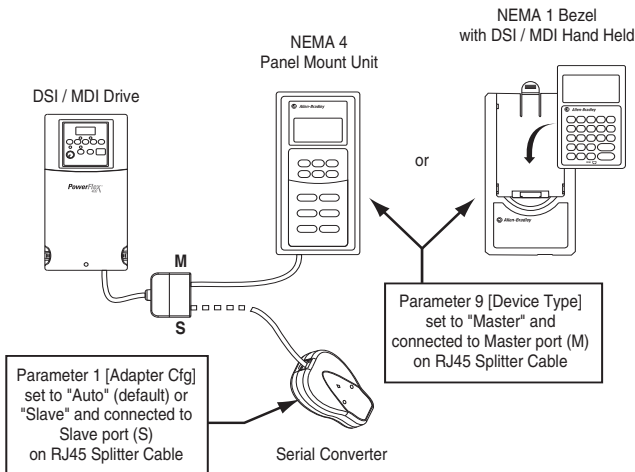 NEMA 1 Bezel
with DSI / MDI Hand Held
NEMA 4
Panel Mount Unit
DSI / MDI Drive
Allen-Bradley
Allen-Bradley
PowerFlex
or
Allen-Bradley
M
S
Parameter 9 [Device Type]
set to "Master" and
connected to Master port (M)
on RJ45 Splitter Cable
Parameter 1 [Adapter Cfg]
set to "Auto" (default) or
"Slave" and connected to
Slave port (S)
on RJ45 Splitter Cable
Serial Converter